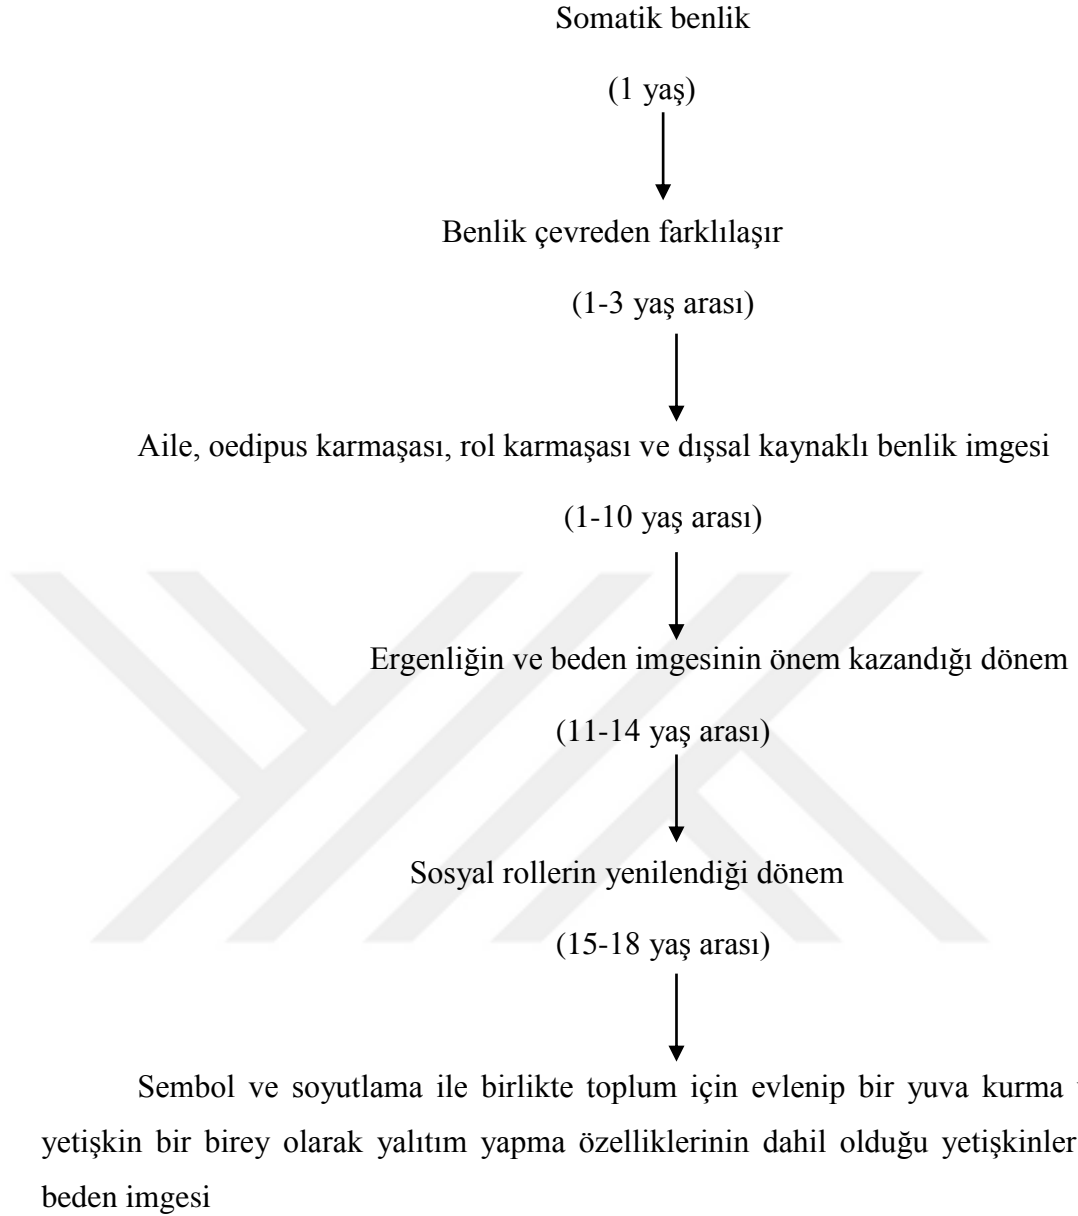 Somatik benlik
(1 yaş)
Benlik çevreden farklılaşır
(1-3 yaş arası)
Aile, oedipus karmaşası, rol karmaşası ve dışsal kaynaklı benlik imgesi
(1-10 yaş arası)
Ergenliğin ve beden imgesinin önem kazandığı dönem
(11-14 yaş arası)
Sosyal rollerin yenilendiği dönem
(15-18 yaş arası)
Sembol ve soyutlama ile birlikte toplum için evlenip bir yuva kurma
yetişkin bir birey olarak yalıtım yapma özelliklerinin dahil olduğu yetişkinler
beden imgesi